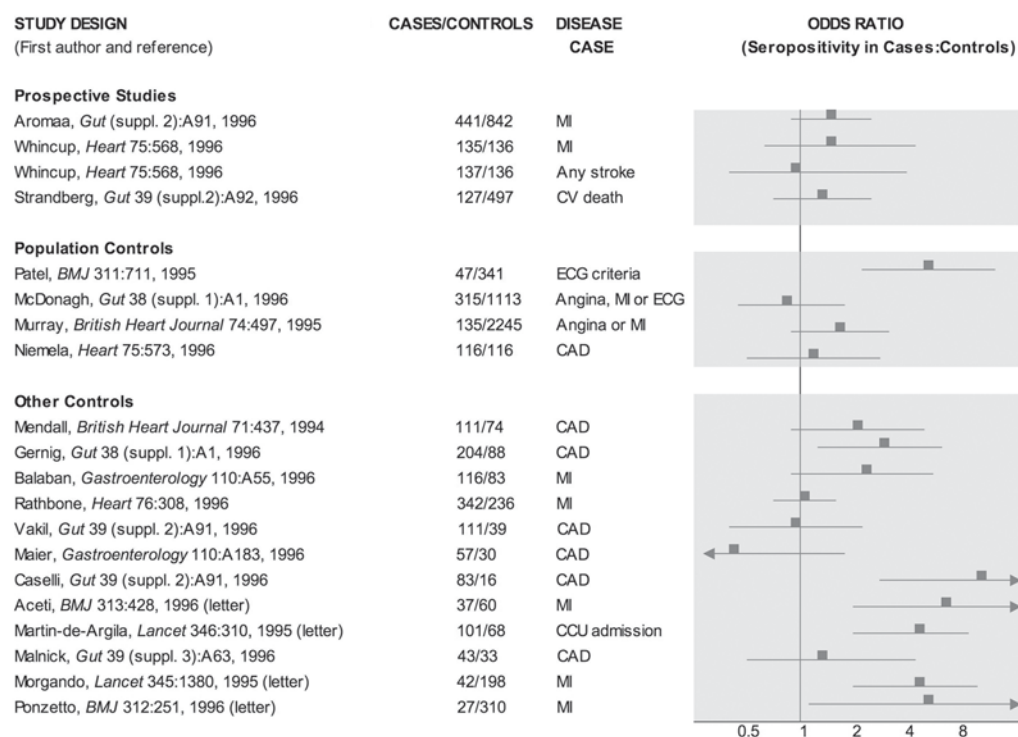 STUDY DESIGN CASES/CONTROLS DISEASE ODDS RATIO
(First author and reference) CASE (Seropositivity in Cases:Controls)
Prospective Studies
Aromaa, Gut (suppl. 2):A91, 1996 441/842 MI
Whincup, Heart 75:568, 1996 135/136 MI
Whincup, Heart 75:568, 1996 137/136 Any stroke
Strandberg, Gut 39 (suppl.2):A92, 1996 127/497 CV death
Population Controls
Patel, BMJ 311:711, 1995 47/341 ECG criteria
McDonagh, Gut 38 (suppl. 1):A1, 1996 315/1113 Angina, MI or ECG
Murray, British Heart Journal 74:497, 1995 135/2245 Angina or MI
Niemela, Heart 75:573, 1996 116/116 CAD
Other Controls
Mendall, British Heart Journal 71:437, 1994 111/74 CAD
Gernig, Gut 38 (suppl. 1):A1, 1996 204/88 CAD
Balaban, Gastroenterology 110:A55, 1996 116/83 MI
Rathbone, Heart 76:308, 1996 342/236 MI
Vakil, Gut 39 (suppl. 2):A91, 1996 111/39 CAD
Maier, Gastroenterology 110:A183, 1996 57/30 CAD
Caselli, Gut 39 (suppl. 2):A91, 1996 83/16 CAD
Aceti, BMJ 313:428, 1996 (letter) 37/60 MI
Martin-de-Argila, Lancet 346:310, 1995 (letter) 101/68 CCU admission
Malnick, Gut 39 (suppl. 3):A63, 1996 43/33 CAD
Morgando, Lancet 345:1380, 1995 (letter) 42/198 MI
Ponzetto, BMJ 312:251, 1996 (letter) 27/310 MI
0.5 1 2 4 8